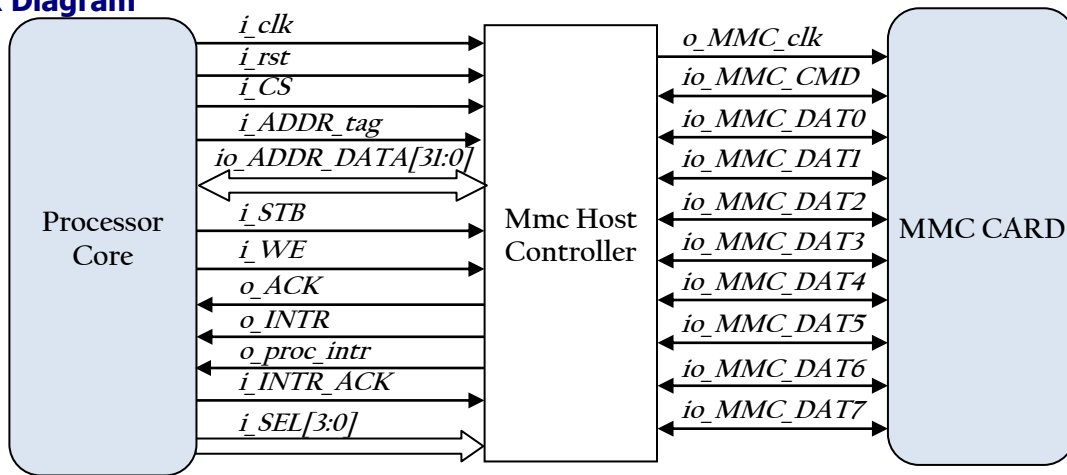 Diagram
Processor
Core
i_clk
i_rst
i_CS
i_ADDR_tag
io_ADDR_DATA[31:0]
i_STB
i_WE
o_ACK
o_INTR
o_proc_intr
i_INTR_ACK
i_SEL[3:0]
Mmc Host
Controller
o_MMC_clk
io_MMC_CMD
io_MMC_DAT0
io_MMC_DAT1
io_MMC_DAT2
io_MMC_DAT3
io_MMC_DAT4
io_MMC_DAT5
io_MMC_DAT6
io_MMC_DAT7
MMC CARD